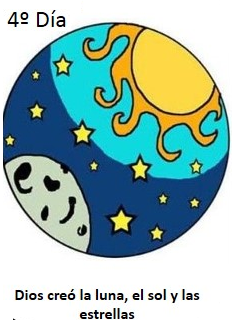 4º Día
Dios creó la luna, el sol y las
estrellas